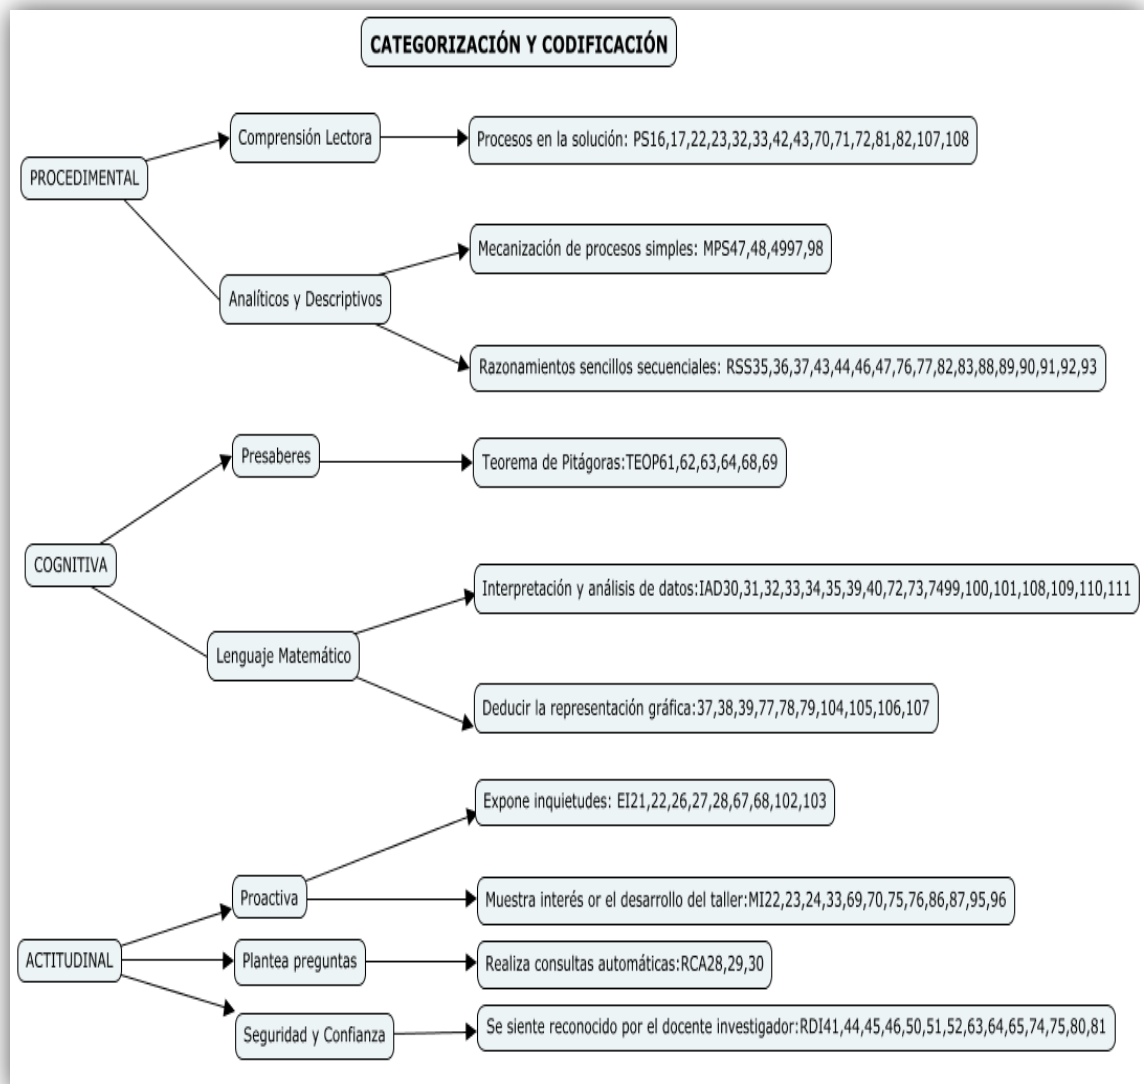 CATEGORIZACIÓN Y CODIFICACIÓN
Comprensión Lectora
Procesos en la solución: PS16,17,22,23,32,33,42,43,70,71,72,81,82,107,108
PROCEDIMENTAL
Mecanización de procesos simples: MPS47,48,4997,98
Analíticos y Descriptivos
Razonamientos sencillos secuenciales: RSS35,36,37,43,44,46,47,76,77,82,83,88,89,90,91,92,93
Presaberes
Teorema de Pitágoras:TEOP61,62,63,64,68,69
COGNITIVA
Interpretación y análisis de datos:IAD30,31,32,33,34,35,39,40,72,73,7499,100,101,108,109,110,111
Lenguaje Matemático
Deducir la representación gráfica:37,38,39,77,78,79,104,105,106,107
Expone inquietudes: EI21,22,26,27,28,67,68,102,103
Proactiva
Muestra interés or el desarrollo del taller:MI22,23,24,33,69,70,75,76,86,87,95,96
ACTITUDINAL
Plantea preguntas
Realiza consultas automáticas:RCA28,29,30
Seguridad y Confianza
Se siente reconocido por el docente investigador:RDI41,44,45,46,50,51,52,63,64,65,74,75,80,81